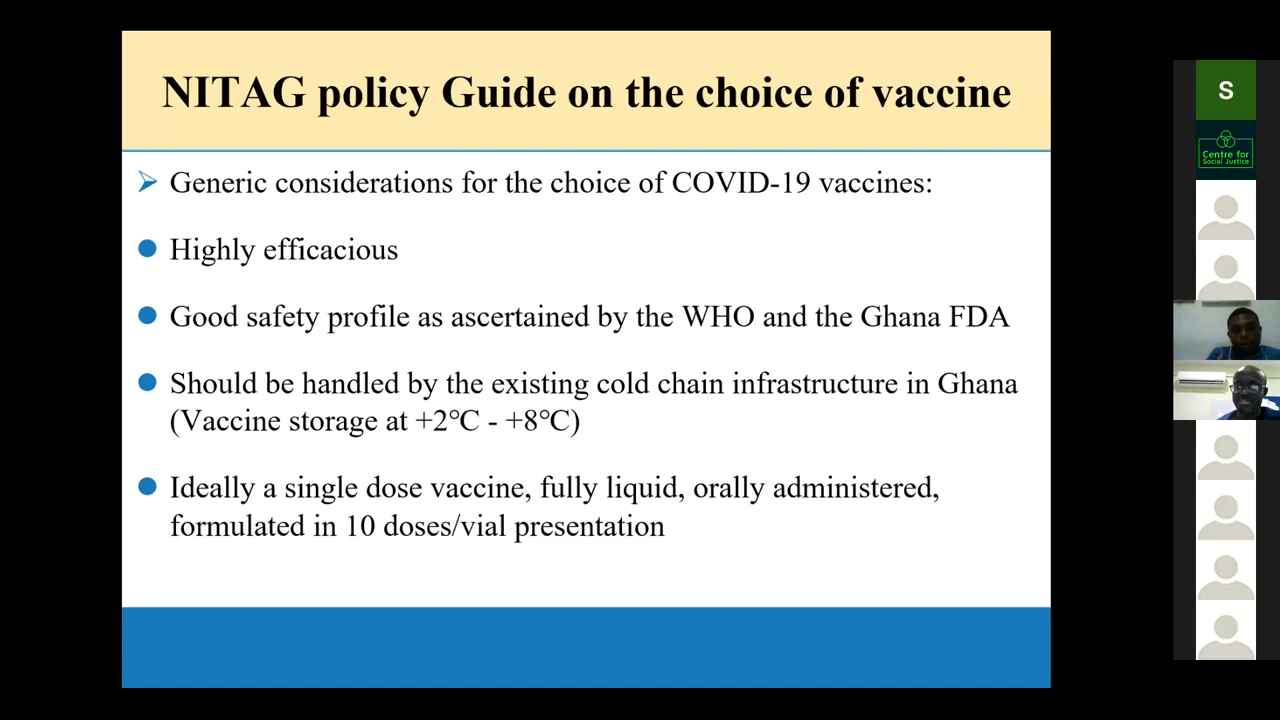 NITAG policy Guide on the choice of vaccine
Generic considerations for the choice of COVID-19 vaccines:
Highly efficacious
Good safety profile as ascertained by the WHO and the Ghana FDA
Should be handled by the existing cold chain infrastructure in Ghana
(Vaccine storage at +2℃ - +8℃)
Ideally a single dose vaccine, fully liquid, orally administered,
formulated in 10 doses/vial presentation
S
Centre for
Social Justice